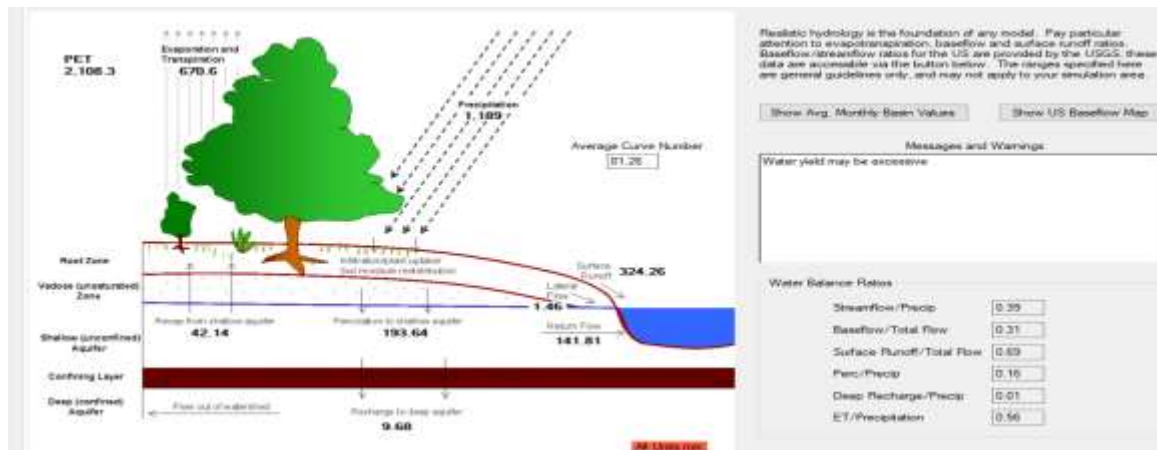 PET
2,108.3
Evaporation and
Transpiration
670.6
Precipitation
1,189
Average Curve Number
81.26
Root Zone
Infiltration/plant uptake/
Soil moisture redistribution
Surface
Runoff
324.26
Vadose (unsaturated)
Zone
Lateral
Flow
1.46
Revap from shallow aquifer
42.14
Percolation to shallow aquifer
193.64
Return Flow
141.81
Shallow (unconfined)
Aquifer
Confining Layer
Deep (confined)
Aquifer
Flow out of watershed
Recharge to deep aquifer
9.68
All Units mm
Realistic hydrology is the foundation of any model. Pay particular
attention to evapotranspiration, baseflow and surface runoff ratios.
Baseflow/streamflow ratios for the US are provided by the USGS, these
data are accessible via the button below. The ranges specified here
are general guidelines only, and may not apply to your simulation area.
Show Avg. Monthly Basin Values
Show US Baseflow Map
Messages and Warnings
Water yield may be excessive
Water Balance Ratios
Streamflow/Precip 0.39
Baseflow/Total Flow 0.31
Surface Runoff/Total Flow 0.69
Perc/Precip 0.16
Deep Recharge/Precip 0.01
ET/Precipitation 0.56